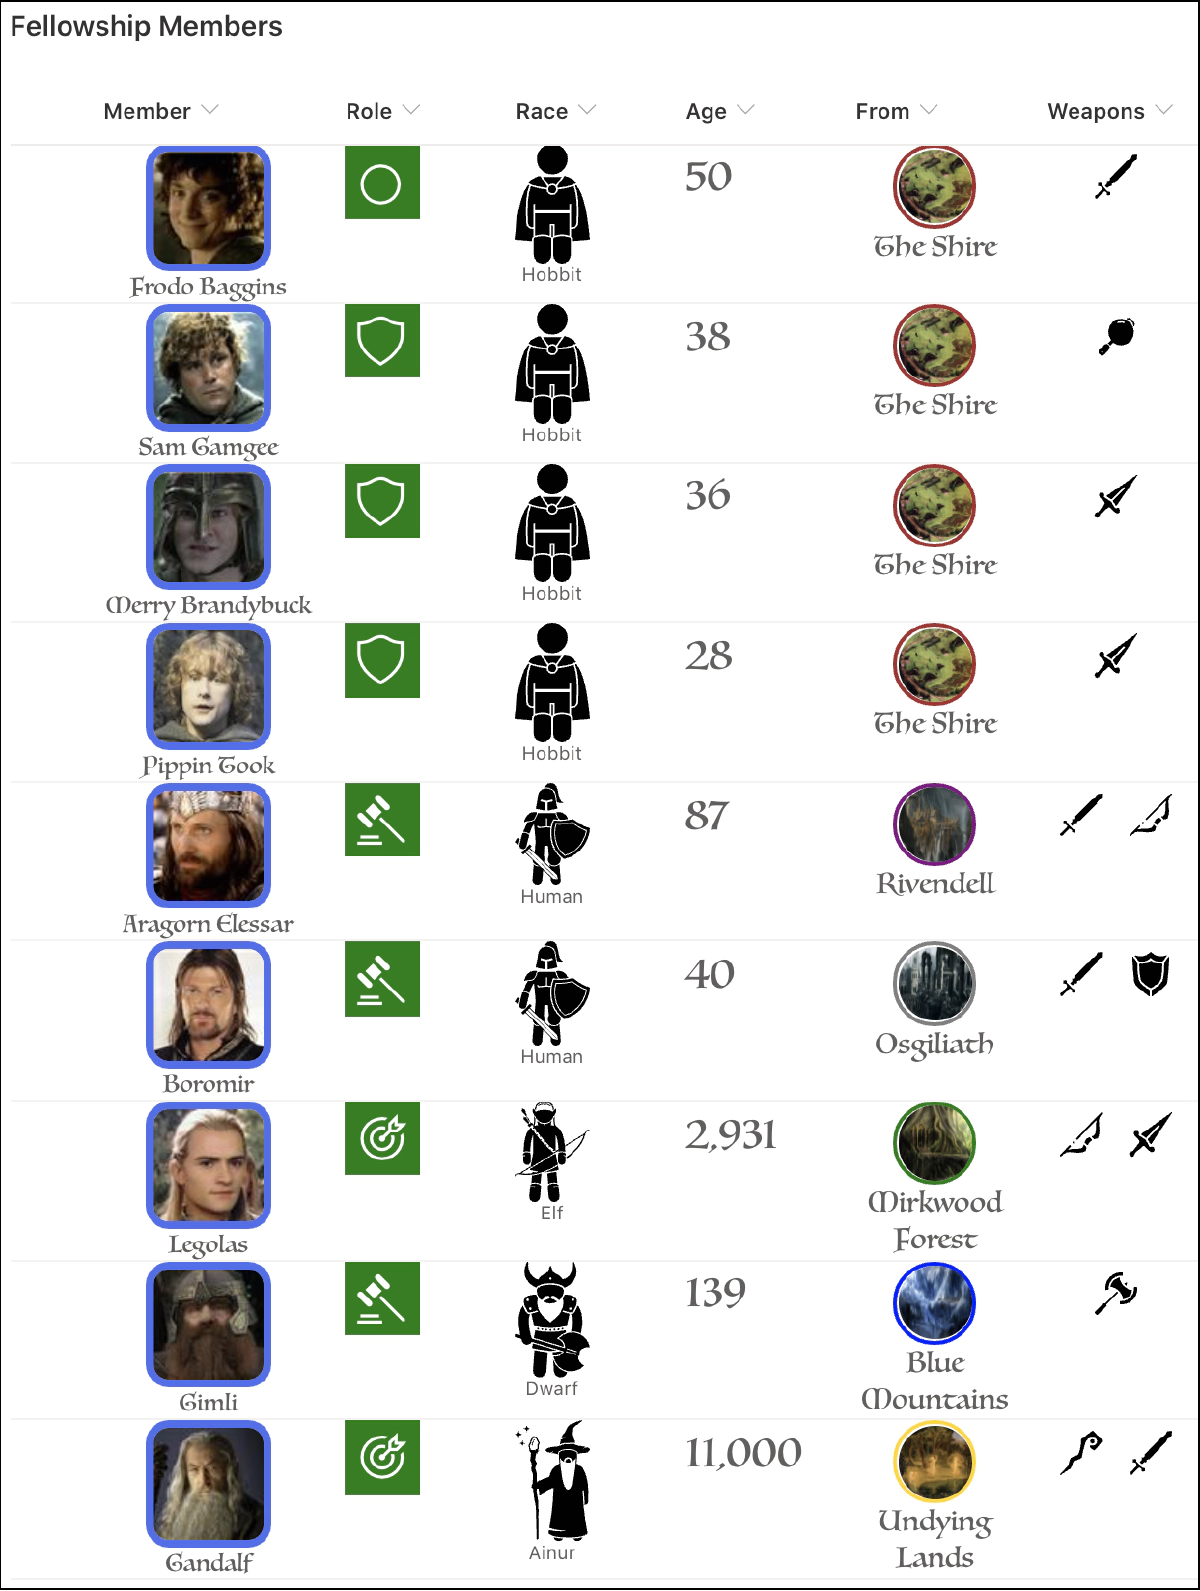 Fellowship Members
Member Role Race Age From Weapons
50
The Shire
Hobbit
Frodo Baggins
38
The Shire
Hobbit
Sam Gamgee
36
The Shire
Hobbit
Merry Brandybuck
28
The Shire
Hobbit
Pippin Took
87
Rivendell
Human
Aragorn Elessar
40
Osgiliath
Human
Boromir
2,931
Mirkwood
Forest
Elf
Legolas
139
Blue
Mountains
Dwarf
Gimli
11,000
Undying
Lands
Ainur
Gandalf